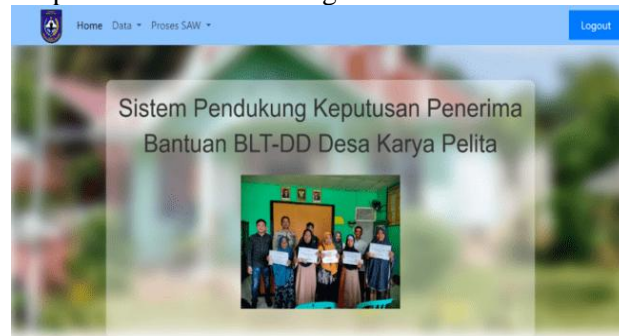 Home Data Proses SAW Logout
Sistem Pendukung Keputusan Penerima
Bantuan BLT-DD Desa Karya Pelita